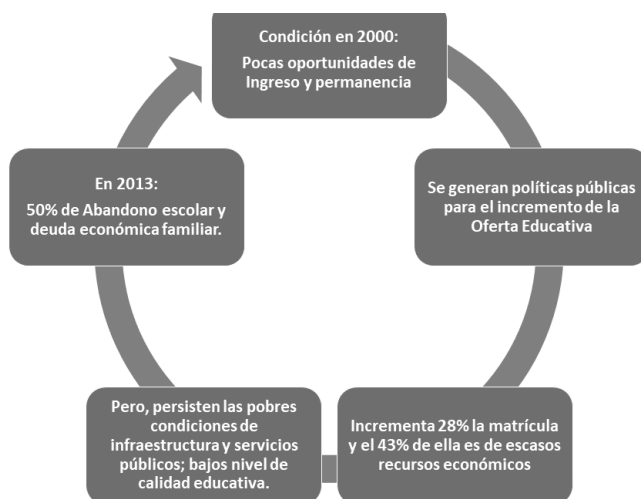 Condición en 2000:
Pocas oportunidades de
Ingreso y permanencia
Se generan políticas públicas
para el incremento de la
Oferta Educativa
Incrementa 28% la matrícula
y el 43% de ella es de escasos
recursos económicos
Pero, persisten las pobres
condiciones de
infraestructura y servicios
públicos; bajos nivel de
calidad educativa.
En 2013:
50% de Abandono escolar y
deuda económica familiar.